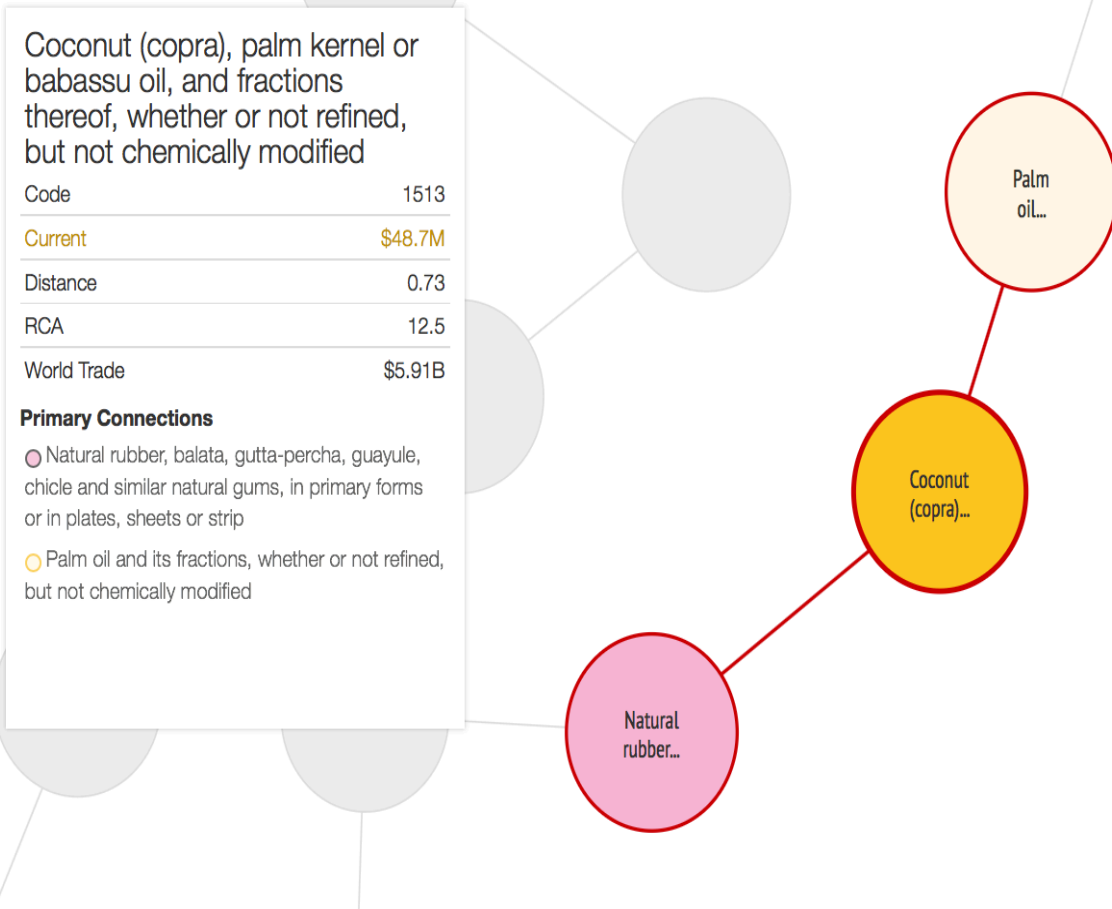 Coconut (copra), palm kernel or
babassu oil, and fractions
thereof, whether or not refined,
but not chemically modified
Code 1513
Current $48.7M
Distance 0.73
RCA 12.5
World Trade $5.91B
Primary Connections
Natural rubber, balata, gutta-percha, guayule,
chicle and similar natural gums, in primary forms
or in plates, sheets or strip
Palm oil and its fractions, whether or not refined,
but not chemically modified
Palm
oil...
Coconut
(copra)...
Natural
rubber...